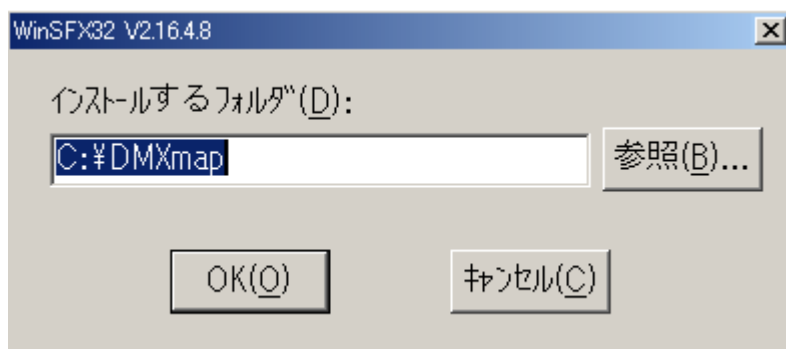 WinSFX32 V2.16.4.8
インストールするフォルダ(D):
C:¥DMXmap
参照(B)...
OK(O)
キャンセル(C)